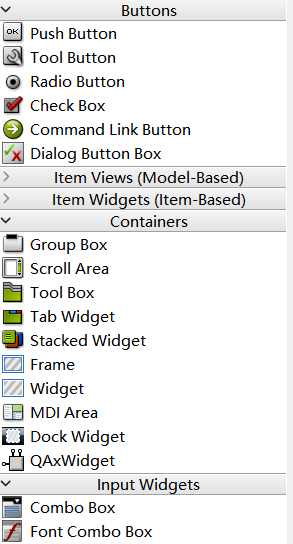 Buttons
OK Push Button
Tool Button
Radio Button
Check Box
Command Link Button
Dialog Button Box
Item Views (Model-Based)
Item Widgets (Item-Based)
Containers
Group Box
Scroll Area
Tool Box
Tab Widget
Stacked Widget
Frame
Widget
MDI Area
Dock Widget
QAxWidget
Input Widgets
Combo Box
Font Combo Box